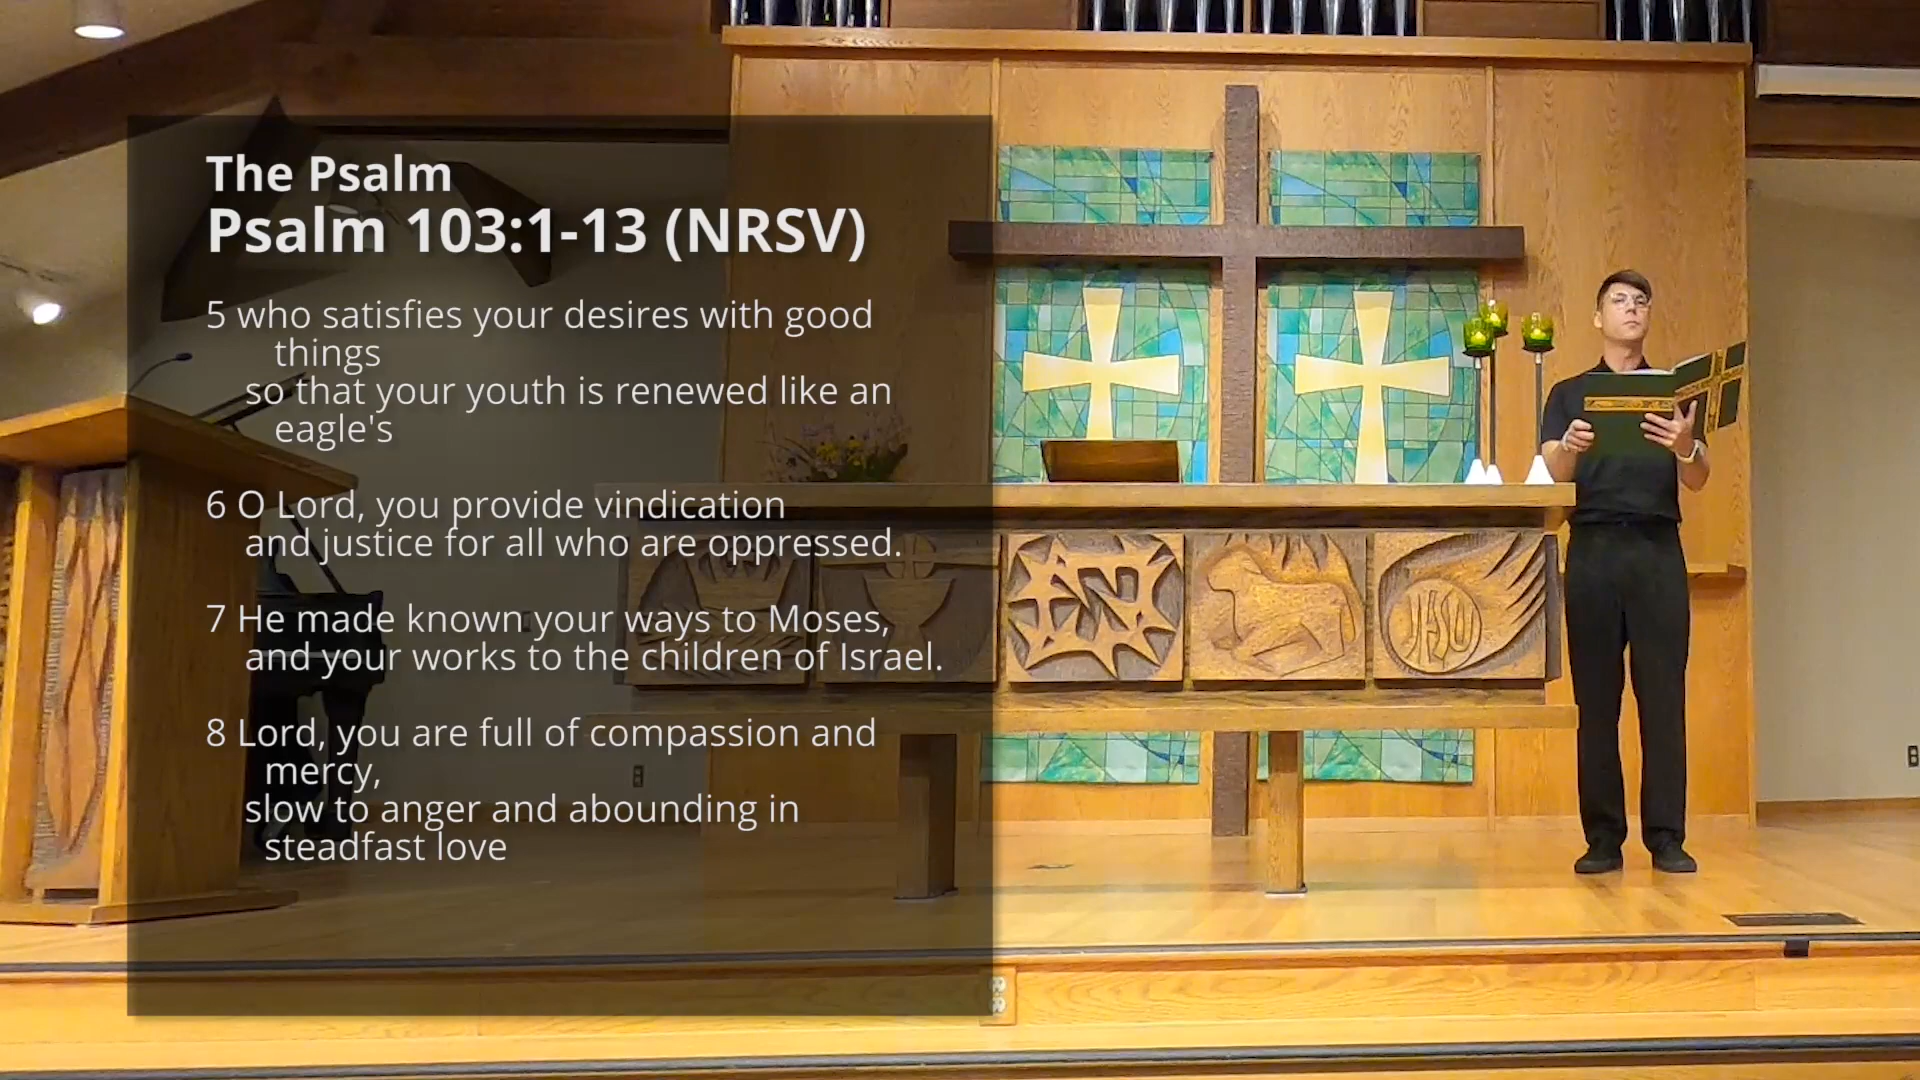 The Psalm
Psalm 103:1-13 (NRSV)
5 who satisfies your desires with good
things
so that your youth is renewed like an
eagle's
6 O Lord, you provide vindication
and justice for all who are oppressed.
7 He made known your ways to Moses,
and your works to the children of Israel.
8 Lord, you are full of compassion and
mercy,
slow to anger and abounding in
steadfast love